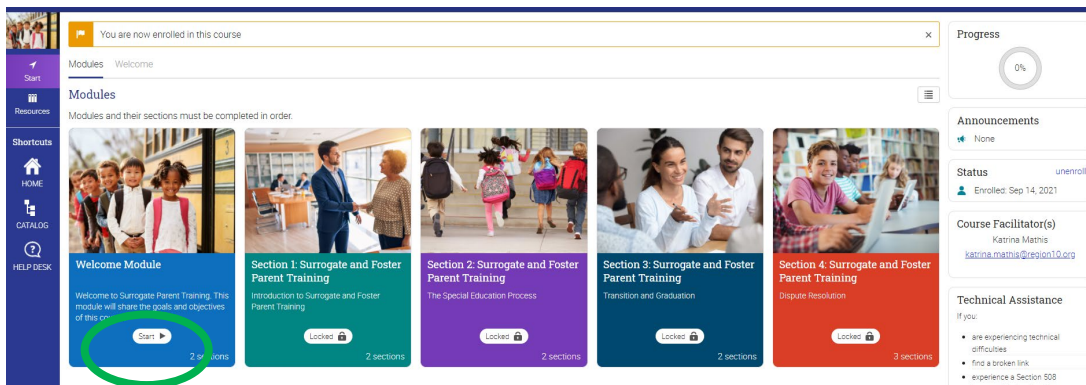 You are now enrolled in this course
×
Start
Resources
Shortcuts
HOME
CATALOG
HELP DESK
Modules Welcome
Modules
Modules and their sections must be completed in order.
Welcome Module
Welcome to Surrogate Parent Training. This
module will share the goals and objectives
of this
Start
2 sections
Section 1: Surrogate and Foster
Parent Training
Introduction to Surrogate and Foster
Parent Training
Locked
2 sections
Section 2: Surrogate and Foster
Parent Training
The Special Education Process
Locked
2 sections
Section 3: Surrogate and Foster
Parent Training
Transition and Graduation
Locked
2 sections
Section 4: Surrogate and Foster
Parent Training
Dispute Resolution
Locked
3 sections
Progress
0%
Announcements
None
Status unenroll
Enrolled: Sep 14, 2021
Course Facilitator(s)
Katrina Mathis
katrina.mathis@region10.org
Technical Assistance
If you:
• are experiencing technical
difficulties
• find a broken link
• experience a Section 508